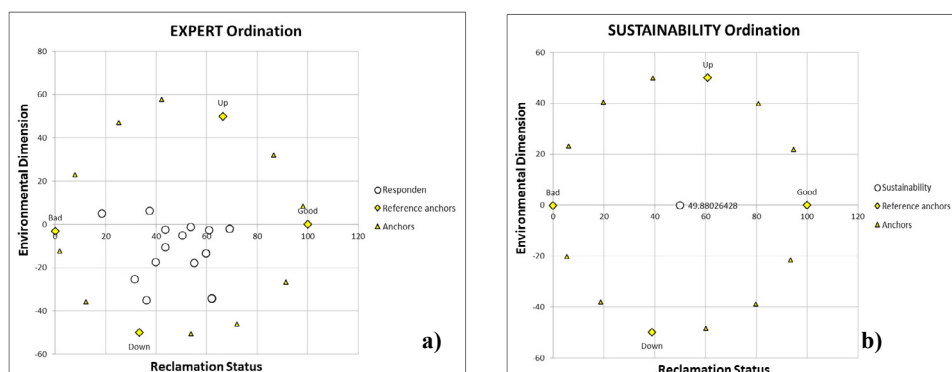 EXPERT Ordination
80
60
40
20
0
-20
-40
-60
0 20 40 60 80 100 120
Up
Bad
Good
Down
Environmental Dimension
Reclamation Status
Responden
Reference anchors
Anchors
a)
SUSTAINABILITY Ordination
60
40
20
0
-20
-40
-60
0 20 40 60 80 100 120
Up
Bad
Good
49.88026428
Down
Environmental Dimension
Reclamation Status
Sustainability
Reference anchors
Anchors
b)